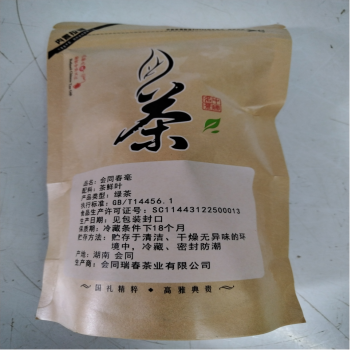 茶
品名：会同春毫
配料：茶鲜叶
产品类型：绿茶
执行标准：GB/T14456.1
食品生产许可证号：SC11443122500013
生产日期：见包装封口
保质期：冷藏条件下18个月
贮存方法：贮存于清洁、干燥无异味的环
境中，冷藏、密封防潮
产地：湖南 会同
生产商：会同瑞春茶业有限公司
国礼精粹·高雅典贵